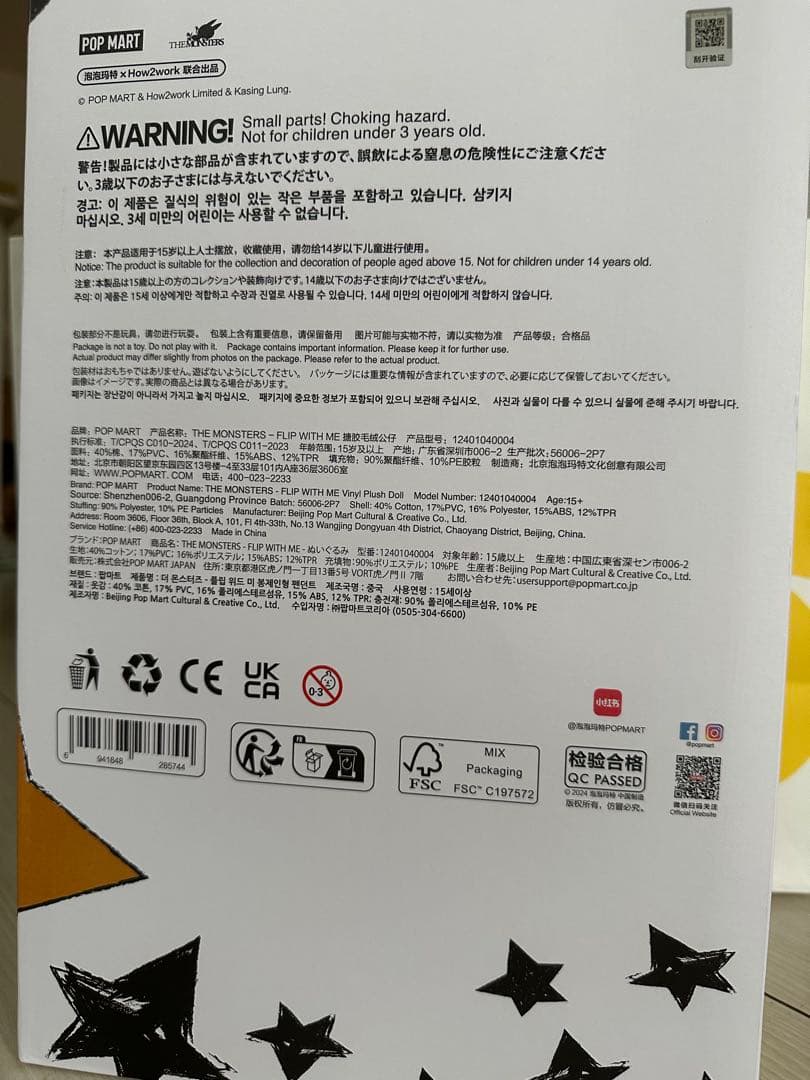 POP MART
THE MONSTERS
泡泡玛特×How2work 联合出品
© POP MART & How2work Limited & Kasing Lung.
刮开验证
WARNING! Small parts! Choking hazard.
Not for children under 3 years old.
警告!製品には小さな部品が含まれていますので、誤飲による窒息の危険性にご注意くださ
い。3歳以下のお子さまには与えないでください。
경고: 이 제품은 질식의 위험이 있는 작은 부품을 포함하고 있습니다. 삼키지
마십시오. 3세 미만의 어린이는 사용할 수 없습니다.
注意: 本产品适用于15岁以上人士摆放，收藏使用，请勿给14岁以下儿童进行使用。
Notice: The product is suitable for the collection and decoration of people aged above 15. Not for children under 14 years old.
注意:本製品は15歳以上の方のコレクションや装飾向けです。14歳以下のお子さま向けではございません。
주의: 이 제품은 15세 이상에게만 적합하고 수장과 진열로 사용될 수 있습니다. 14세 미만의 어린이에게 적합하지 않습니다.
包装部分不是玩具，请勿进行玩耍。 包装上含有重要信息，请保留备用 图片可能与实物不符，请以实物为准 产品等级：合格品
Package is not a toy. Do not play with it. Package contains important information. Please keep it for further use.
Actual product may differ slightly from photos on the package. Please refer to the actual product.
包装材はおもちゃではありません。遊ばないようにしてください。 パッケージには重要な情報が含まれていますので、必要に応じて保管しておいてください。
画像はイメージです。実際の商品とは異なる場合があります。
패키지는 장난감이 아니라서 가지고 놀지 마십시오. 패키지에 중요한 정보가 포함되어 있으니 보관해 주십시오. 사진과 실물이 다를 수 있으니 실물에 준해 주시기 바랍니다.
品牌：POP MART 产品名称：THE MONSTERS – FLIP WITH ME 搪胶毛绒公仔 产品型号：12401040004
执行标准：T/CPQS C010–2024、T/CPQS C011–2023 年龄范围：15岁及以上 产地：广东省深圳市006–2 生产批次：56006-2P7
面料：40%棉、17%PVC、16%聚酯纤维、15%ABS、12%TPR 填充物：90%聚酯纤维、10%PE胶粒 制造商：北京泡泡玛特文化创意有限公司
地址：北京市朝阳区望京东园四区13号楼-4至33层101内A座36层3606室
网址：WWW.POPMART.COM 电话：400-023-2233
Brand: POP MART Product Name: THE MONSTERS - FLIP WITH ME Vinyl Plush Doll Model Number: 12401040004 Age:15+
Source: Shenzhen006-2, Guangdong Province Batch: 56006-2P7 Shell: 40% Cotton, 17%PVC, 16% Polyester, 15%ABS, 12%TPR
Stuffing: 90% Polyester, 10% PE Particles Manufacturer: Beijing Pop Mart Cultural & Creative Co., Ltd.
Address: Room 3606, Floor 36th, Block A, 101, Fl 4th-33th, No.13 Wangjing Dongyuan 4th District, Chaoyang District, Beijing, China.
Service Hotline: (+86) 400-023-2233 Made in China
ブランド：POP MART 商品名：THE MONSTERS - FLIP WITH ME - ぬいぐるみ 型番：12401040004 対象年齢：15歳以上 生産地：中国広東省深セン市006-2
生地：40%コットン；17%PVC；16%ポリエステル；15%ABS；12%TPR 充填物：90%ポリエステル；10%PE 生産者：Beijing Pop Mart Cultural & Creative Co., Ltd.
販売元：株式会社POP MART JAPAN 住所：東京都港区虎ノ門一丁目13番5号 VORT虎ノ門Ⅱ 7階 お問い合わせ先：usersupport@popmart.co.jp
브랜드 : 팝마트 제품명 : 더 몬스터즈 - 플립 위드 미 봉제인형 팬던트 제조국명 : 중국 사용연령 : 15세이상
재질 : 옷감 : 40% 코튼, 17% PVC, 16% 폴리에스테르섬유, 15% ABS, 12% TPR; 충전재: 90% 폴리에스테르섬유, 10% PE
제조자명 : Beijing Pop Mart Cultural & Creative Co., Ltd. 수입자명 : ㈜팝마트코리아 (0505-304-6600)
CE
UK
CA
0-3
小红书
@泡泡玛特POPMART
@popmart
6 941848 285744
FR
FSC
MIX
Packaging
FSC™ C197572
检验合格
QC PASSED
© 2024 泡泡玛特 中国制造
版权所有，仿冒必究。
微信扫码关注
Official Website